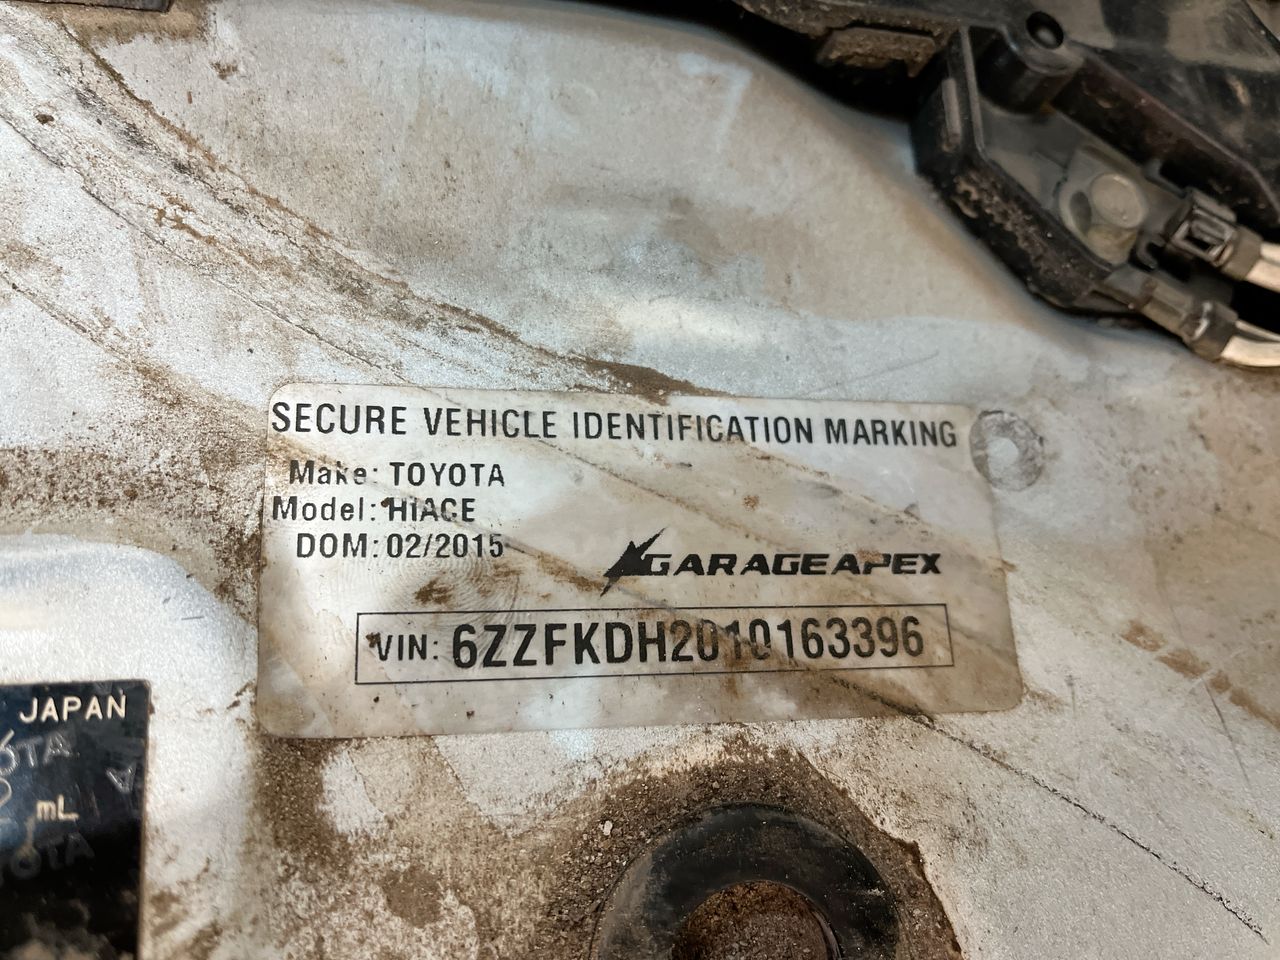 SECURE VEHICLE IDENTIFICATION MARKING
Make: TOYOTA
Model: HIACE
DOM: 02/2015
GARAGEAPEX
VIN: 6ZZFKDH2010163396
JAPAN
mL